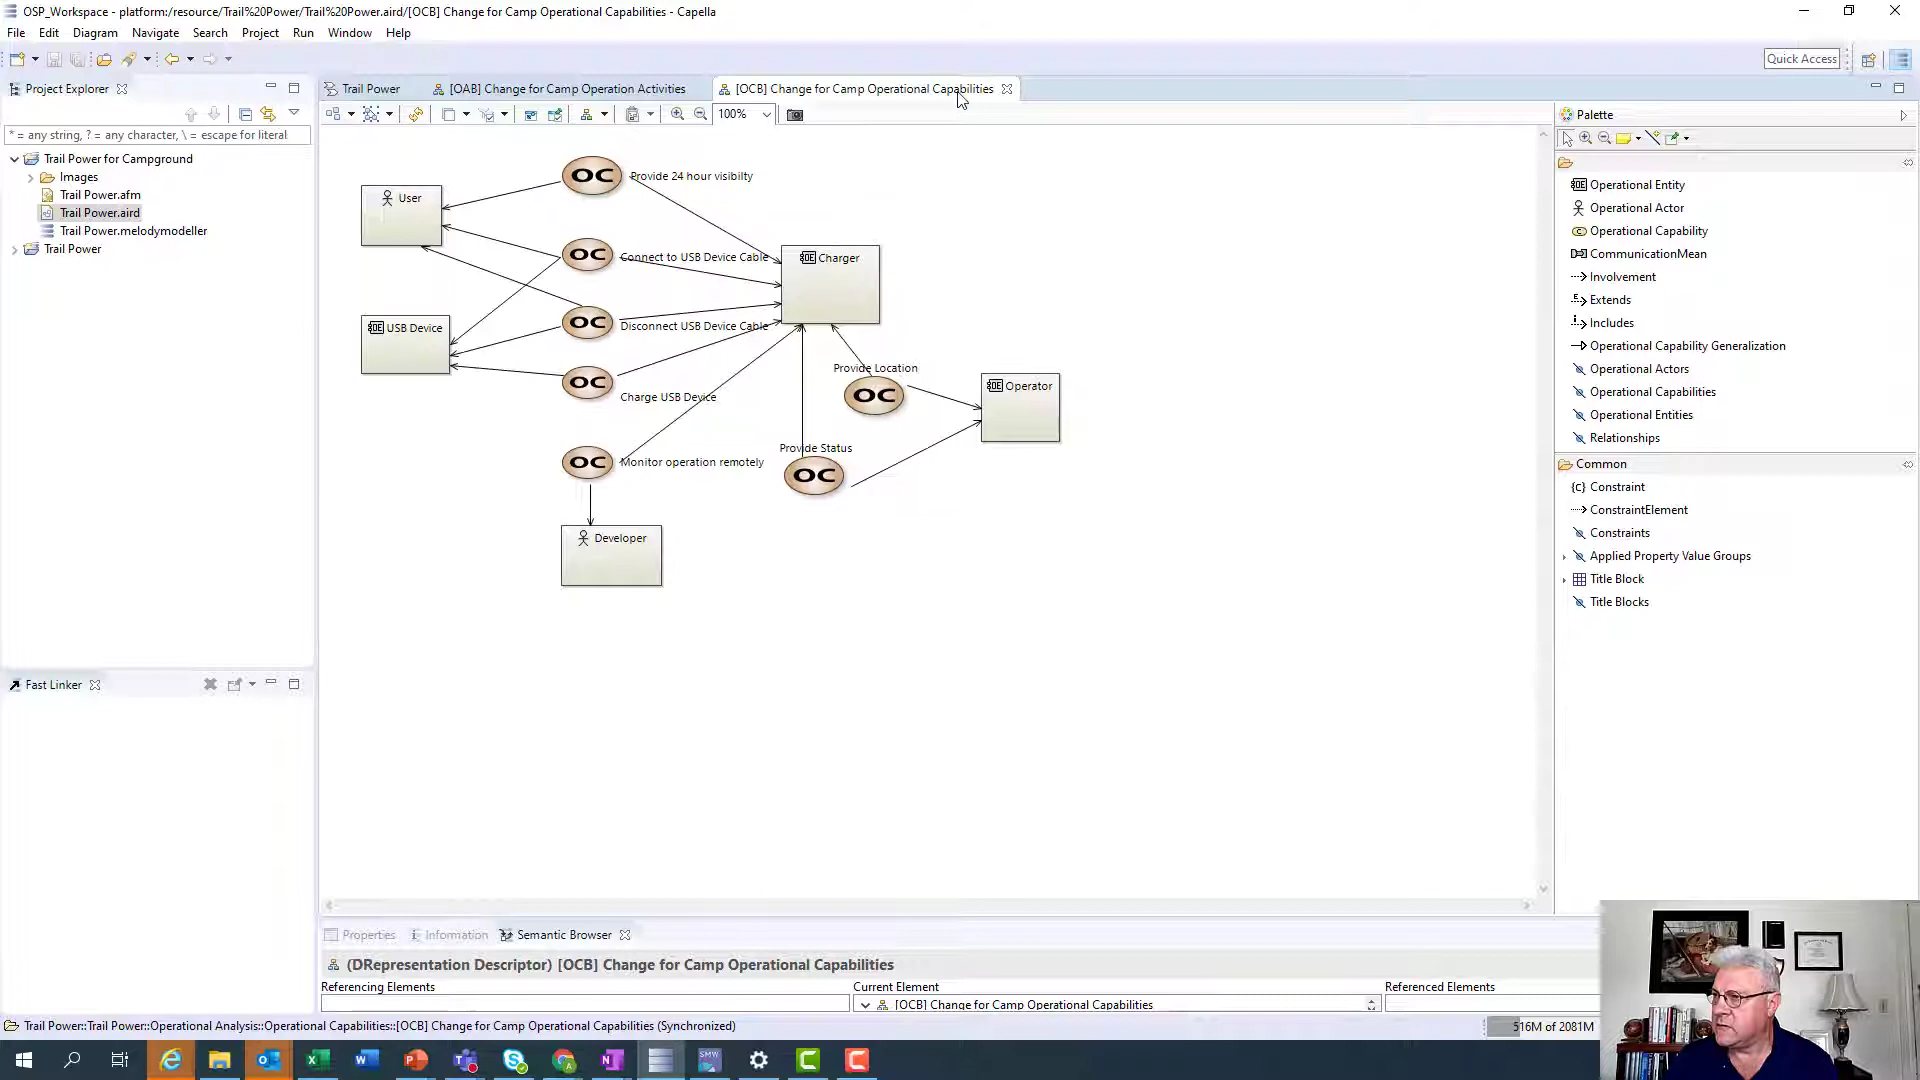 OSP_Workspace - platform:/resource/Trail%20Power/Trail%20Power.aird/[OCB] Change for Camp Operational Capabilities - Capella
File Edit Diagram Navigate Search Project Run Window Help
Quick Access
Project Explorer
* = any string, ? = any character, \ = escape for literal
Trail Power for Campground
Images
Trail Power.afm
Trail Power.aird
Trail Power.melodymodeller
Trail Power
Fast Linker
Trail Power
[OAB] Change for Camp Operation Activities
[OCB] Change for Camp Operational Capabilities
100%
User
OC
Provide 24 hour visibilty
OC
Connect to USB Device Cable
OE Charger
OE USB Device
OC
Disconnect USB Device Cable
OC
Charge USB Device
Provide Location
OC
OE Operator
Provide Status
OC
OC
Monitor operation remotely
Developer
Palette
OE Operational Entity
Operational Actor
Operational Capability
CommunicationMean
Involvement
E Extends
I Includes
Operational Capability Generalization
Operational Actors
Operational Capabilities
Operational Entities
Relationships
Common
{c} Constraint
ConstraintElement
Constraints
Applied Property Value Groups
Title Block
Title Blocks
Properties
Information
Semantic Browser
(DRepresentation Descriptor) [OCB] Change for Camp Operational Capabilities
Referencing Elements
Current Element
Referenced Elements
[OCB] Change for Camp Operational Capabilities
Trail Power::Trail Power::Operational Analysis::Operational Capabilities::[OCB] Change for Camp Operational Capabilities (Synchronized)
516M of 2081M
SMW